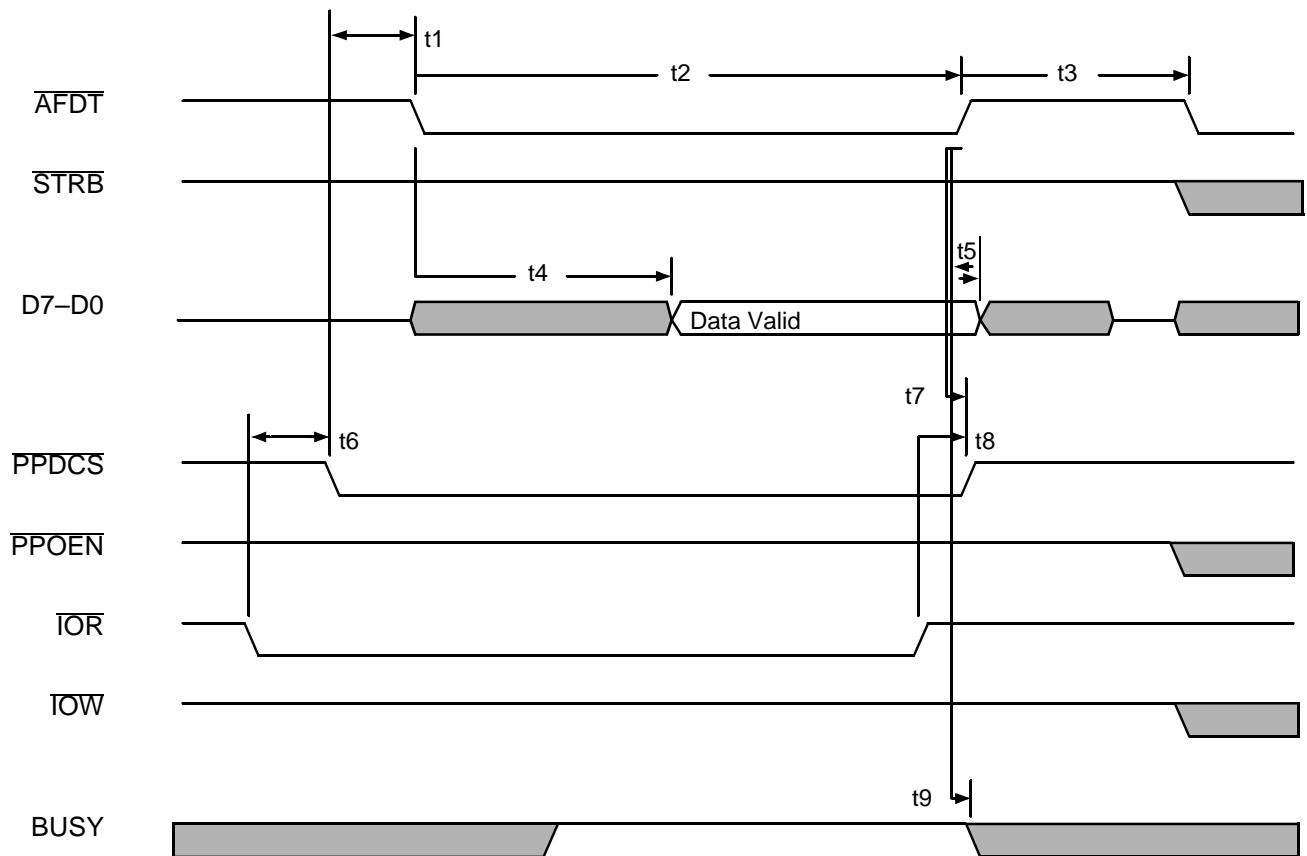 t1
t2
t3
AFDT
STRB
t5
t4
D7–D0
Data Valid
t7
t6
t8
PPDCS
PPOEN
IOR
IOW
t9
BUSY